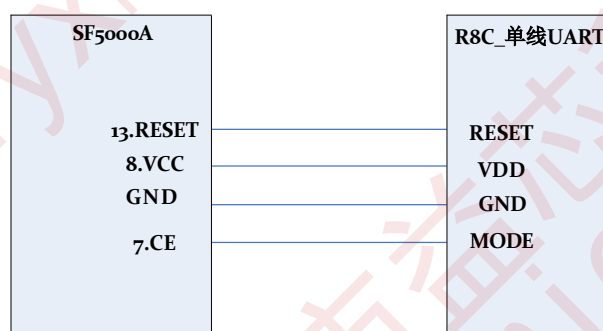 SF5000A
R8C_单线UART
13.RESET
RESET
8.VCC
VDD
GND
GND
7.CE
MODE